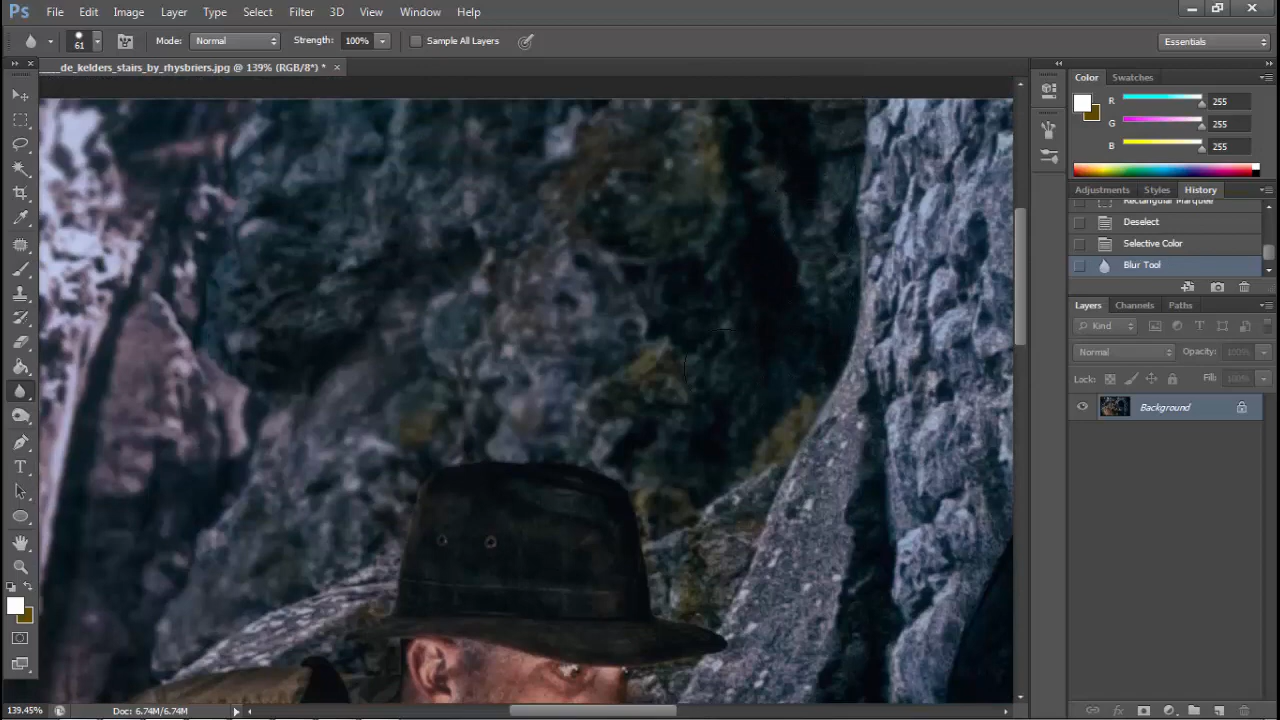 Ps File Edit Image Layer Type Select Filter 3D View Window Help
61 Mode: Normal Strength: 100% Sample All Layers Essentials
____de_kelders_stairs_by_rhysbriers.jpg @ 139% (RGB/8*) * ×
Color Swatches
R 255
G 255
B 255
Adjustments Styles History
Rectangular Marquee
Deselect
Selective Color
Blur Tool
Layers Channels Paths
Kind
Normal Opacity: 100%
Lock: Fill: 100%
Background
139.45% Doc: 6.74M/6.74M